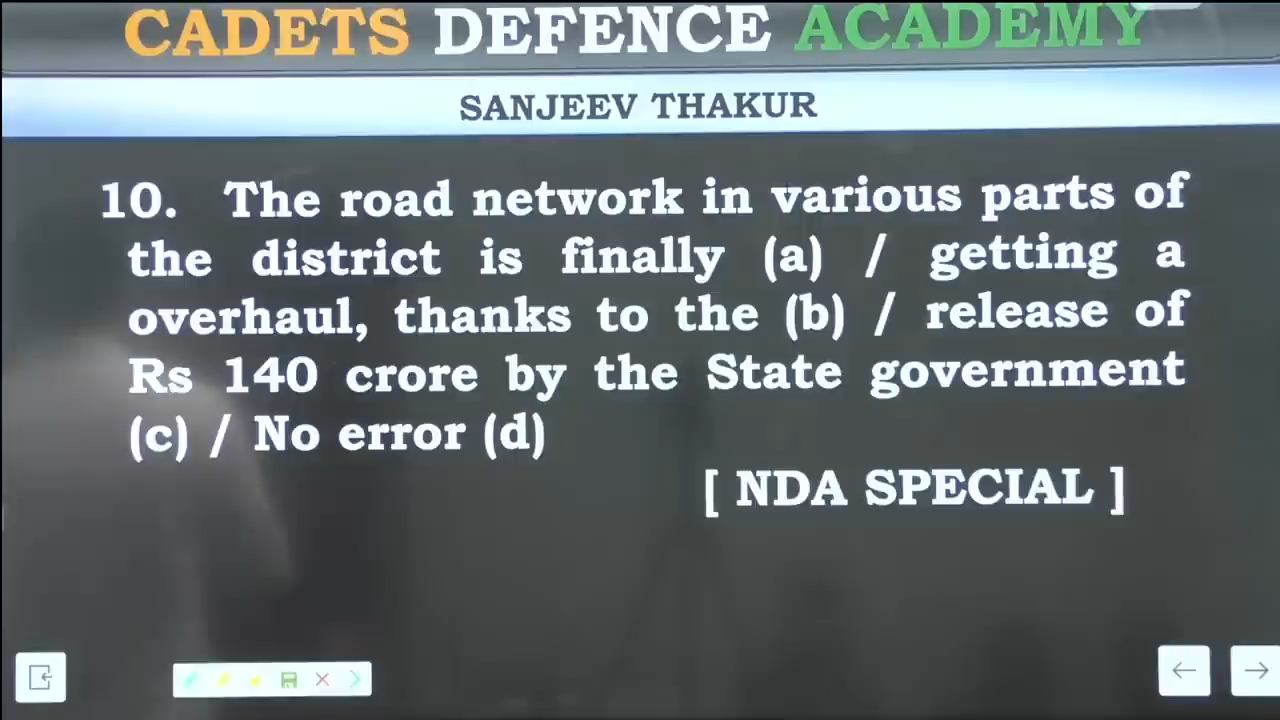 CADETS DEFENCE ACADEMY
SANJEEV THAKUR
10. The road network in various parts of
the district is finally (a) / getting a
overhaul, thanks to the (b) / release of
Rs 140 crore by the State government
(c) / No error (d)
[ NDA SPECIAL ]